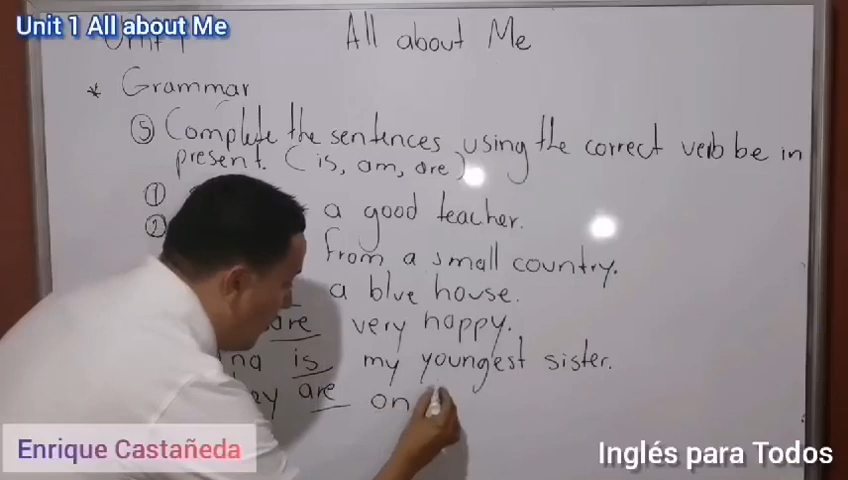 Unit 1 All about Me
All about Me
* Grammar
⑤ Complete the sentences using the correct verb be in
present. (is, am, are)
① a good teacher.
② from a small country.
a blue house.
are very happy.
is my youngest sister.
are on
Enrique Castañeda
Inglés para Todos